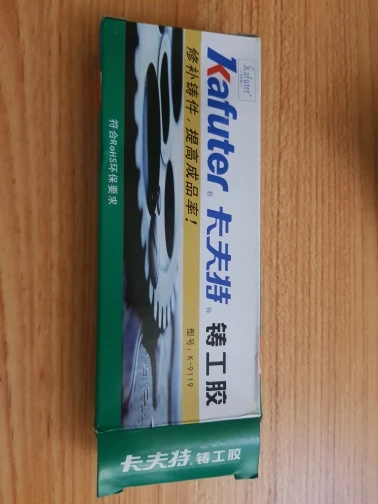 Kafuter
Kafuter® 卡夫特® 铸工胶
修补铸件，提高成品率！
型号：K-9119
符合RoHS环保要求
卡夫特® 铸工胶